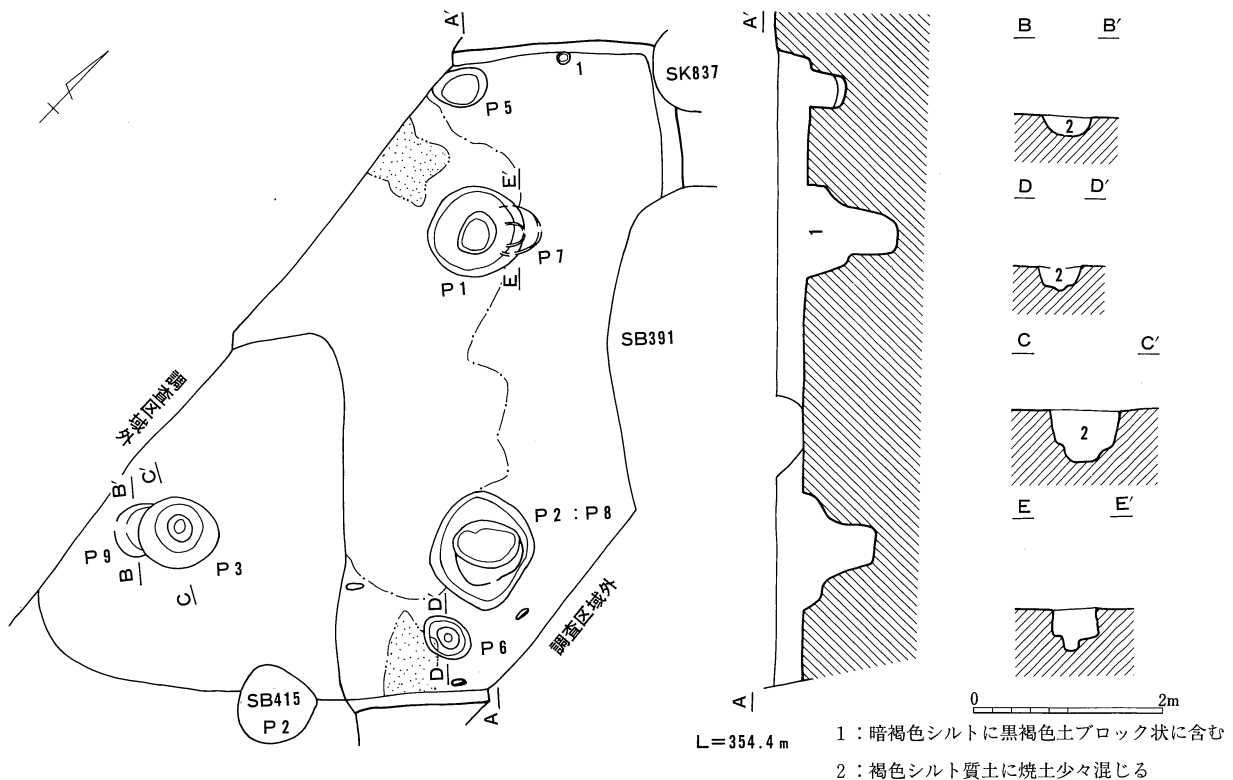 A'
A'
B B'
SK837
1
P5
2
D D'
E'
P7
P1
E
1
2
SB391
C C'
調査区域外
2
B'
C'
P2:P8
E E'
P9
P3
B
C
D
調査区域外
P6
D
SB415
P2
A
A
0 2m
L=354.4m
1:暗褐色シルトに黒褐色土ブロック状に含む
2:褐色シルト質土に焼土少々混じる